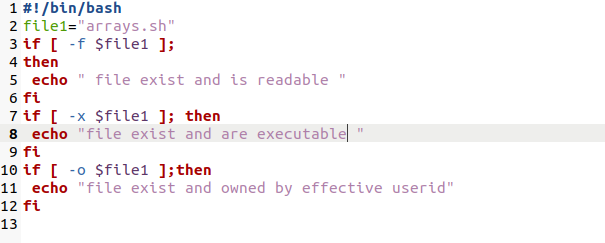 1 #!/bin/bash
2 file1="arrays.sh"
3 if [ -f $file1 ];
4 then
5  echo " file exist and is readable "
6 fi
7 if [ -x $file1 ]; then
8  echo "file exist and are executable "
9 fi
10 if [ -o $file1 ];then
11  echo "file exist and owned by effective userid"
12 fi
13